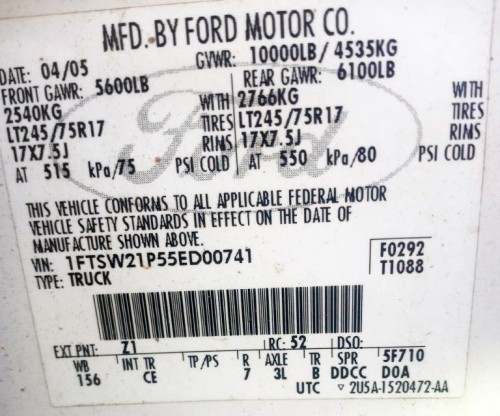 MFD. BY FORD MOTOR CO.
DATE: 04/05 GVWR: 10000LB/ 4535KG
FRONT GAWR: 5600LB REAR GAWR: 6100LB
2540KG WITH 2766KG WITH
LT245/75R17 TIRES LT245/75R17 TIRES
17X7.5J RIMS 17X7.5J RIMS
AT 515 kPa/75 PSI COLD AT 550 kPa/80 PSI COLD
Ford
THIS VEHICLE CONFORMS TO ALL APPLICABLE FEDERAL MOTOR
VEHICLE SAFETY STANDARDS IN EFFECT ON THE DATE OF
MANUFACTURE SHOWN ABOVE.
VIN: 1FTSW21P55ED00741 F0292
TYPE: TRUCK T1088
EXT PNT: Z1 RC: 52 DSO:
WB INT TR TP/PS R AXLE TR SPR 5F710
156 CE 7 3L B DDCC D0A
UTC 2U5A-1520472-AA